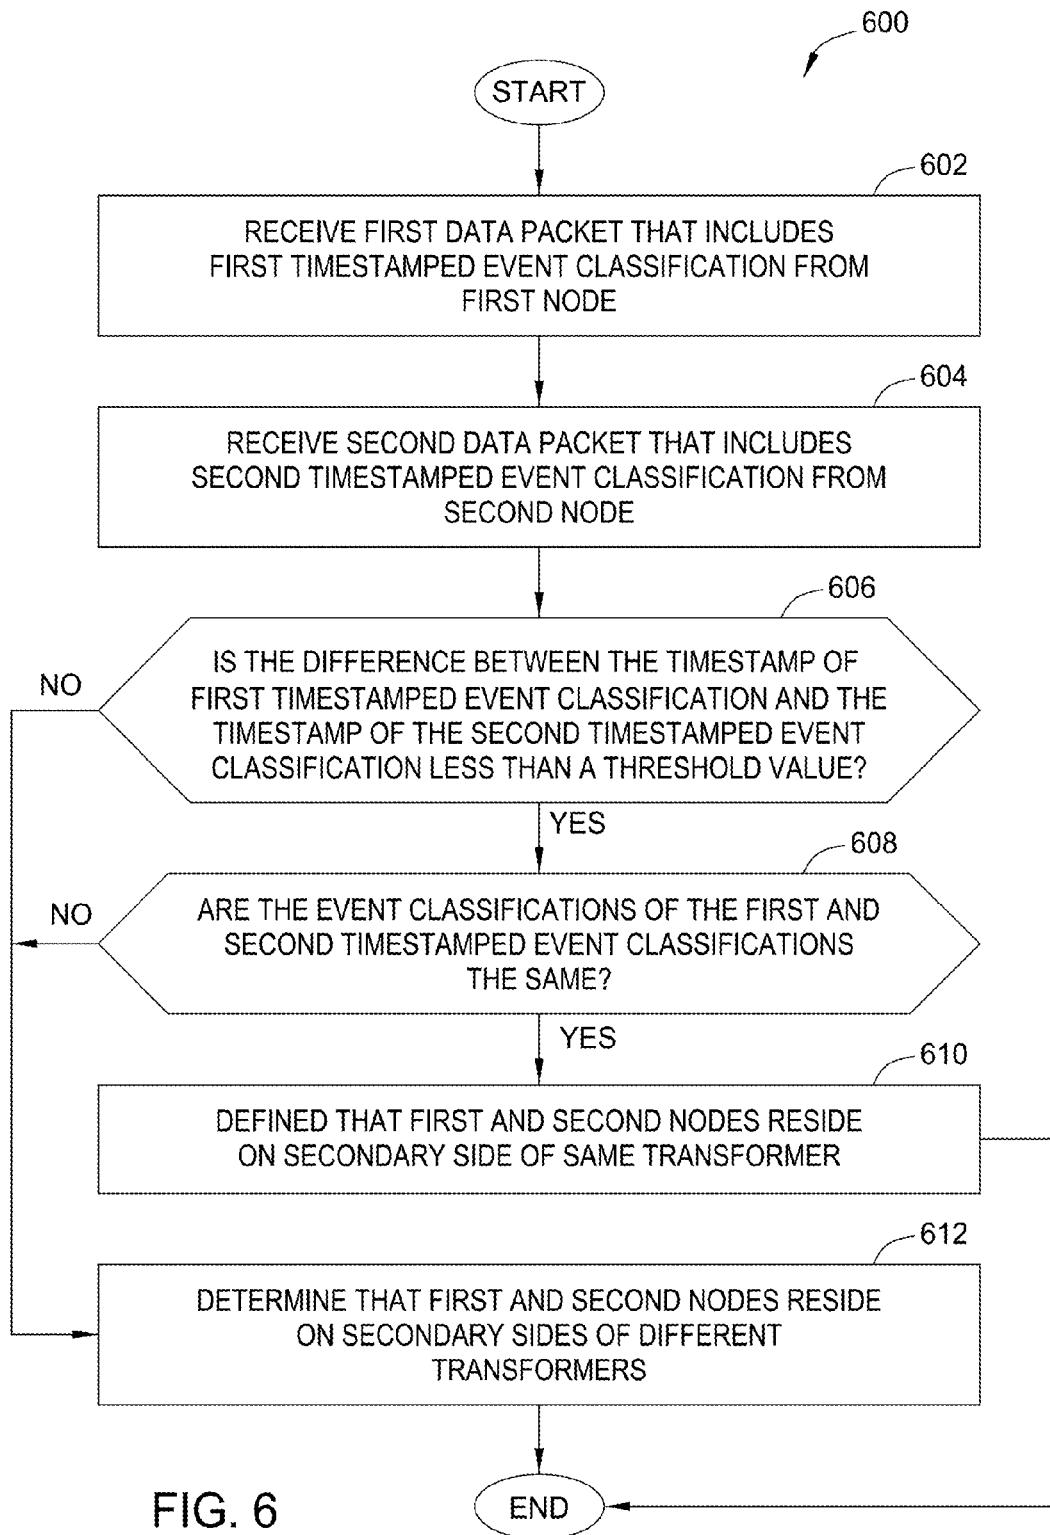 600
START
602
RECEIVE FIRST DATA PACKET THAT INCLUDES
FIRST TIMESTAMPED EVENT CLASSIFICATION FROM
FIRST NODE
604
RECEIVE SECOND DATA PACKET THAT INCLUDES
SECOND TIMESTAMPED EVENT CLASSIFICATION FROM
SECOND NODE
606
IS THE DIFFERENCE BETWEEN THE TIMESTAMP OF
FIRST TIMESTAMPED EVENT CLASSIFICATION AND THE
TIMESTAMP OF THE SECOND TIMESTAMPED EVENT
CLASSIFICATION LESS THAN A THRESHOLD VALUE?
NO
YES
608
ARE THE EVENT CLASSIFICATIONS OF THE FIRST AND
SECOND TIMESTAMPED EVENT CLASSIFICATIONS
THE SAME?
NO
YES
610
DEFINED THAT FIRST AND SECOND NODES RESIDE
ON SECONDARY SIDE OF SAME TRANSFORMER
612
DETERMINE THAT FIRST AND SECOND NODES RESIDE
ON SECONDARY SIDES OF DIFFERENT
TRANSFORMERS
END
FIG. 6